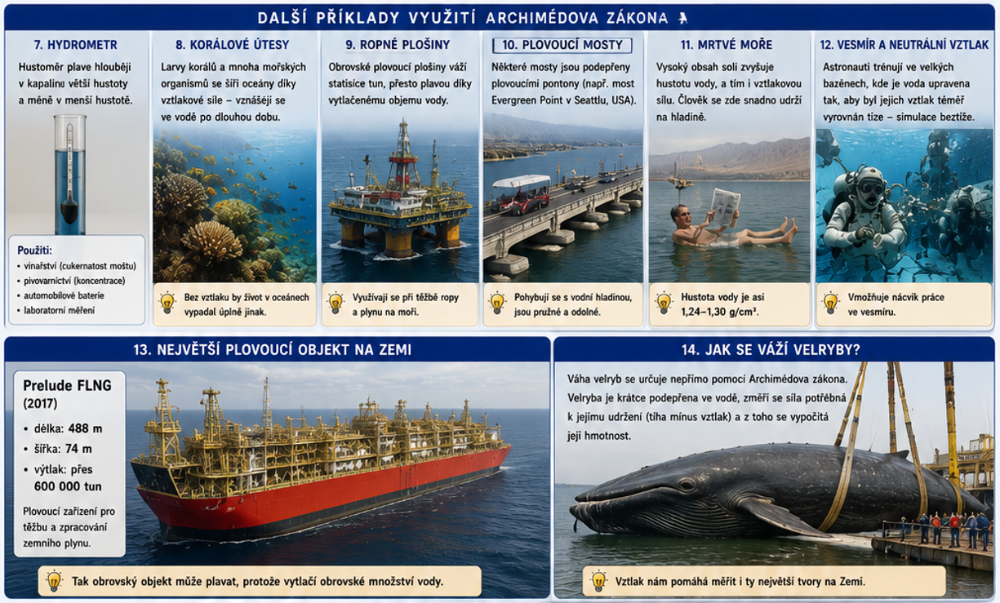 DALŠÍ PŘÍKLADY VYUŽITÍ ARCHIMÉDOVA ZÁKONA
7. HYDROMETR
Hustoměr plave hlouběji
v kapalině větší hustoty
a méně v menší hustotě.
Použiti:
• vinařství (cukernatost moštu)
• pivovarnictví (koncentrace)
• automobilové baterie
• laboratorní měření
8. KORÁLOVÉ ÚTESY
Larvy korálů a mnoha mořských
organismů se šíří oceány díky
vztlakové síle – vznášéjí se
ve vodě po dlouhou dobu.
Bez vztlaku by život v oceánech
vypadal úplně jinak.
9. ROPNÉ PLOŠINY
Obrovské plovoucí plošiny váží
statisíce tun, přesto plavou díky
vytlačenému objemu vody.
Využívají se při těžbě ropy
a plynu na moři.
10. PLOVOUCÍ MOSTY
Některé mosty jsou podepřeny
plovoucími pontony (např. most
Evergreen Point v Seattlu, USA).
Pohybují se s vodní hladinou,
jsou pružné a odolné.
11. MRTVÉ MOŘE
Vysoký obsah soli zvyšuje
hustotu vody, a tím i vztlakovou
sílu. Člověk se zde snadno udrží
na hladině.
Hustota vody je asi
1,24–1,30 g/cm³.
12. VESMÍR A NEUTRÁLNÍ VZTLAK
Astronauti trénují ve velkých
bazénech, kde je voda upravena
tak, aby byl jejich vztlak téměř
vyrovnán tize – simulace beztíže.
Vmožňuje nácvik práce
ve vesmíru.
13. NEJVĚTŠÍ PLOVOUCÍ OBJEKT NA ZEMI
Prelude FLNG
(2017)
• délka: 488 m
• šířka: 74 m
• výtlak: přes
600 000 tun
Plovoucí zařízení pro
těžbu a zpracování
zemního plynu.
Tak obrovský objekt může plavat, protože vytlačí obrovské množství vody.
14. JAK SE VÁŽÍ VELRYBY?
Váha velryb se určuje nepřímo pomocí Archimédova zákona.
Velryba je krátce podepřena ve vodě, změří se síla potřébná
k jejímu udržení (tíha mínus vztlak) a z toho se vypočítá
její hmotnost.
Vztlak nám pomáhá měřit i ty největší tvory na Zemi.